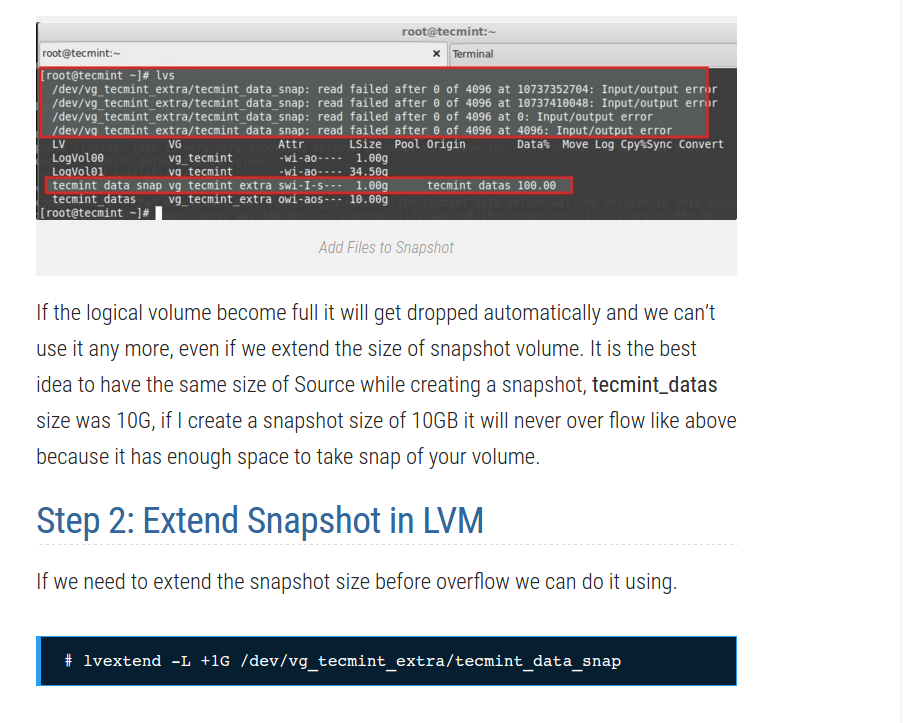 root@tecmint:~
root@tecmint:~ × Terminal
[root@tecmint ~]# lvs
/dev/vg_tecmint_extra/tecmint_data_snap: read failed after 0 of 4096 at 10737352704: Input/output error
/dev/vg_tecmint_extra/tecmint_data_snap: read failed after 0 of 4096 at 10737410048: Input/output error
/dev/vg_tecmint_extra/tecmint_data_snap: read failed after 0 of 4096 at 0: Input/output error
/dev/vg_tecmint_extra/tecmint_data_snap: read failed after 0 of 4096 at 4096: Input/output error
LV VG Attr LSize Pool Origin Data% Move Log Cpy%Sync Convert
LogVol00 vg_tecmint -wi-ao---- 1.00g
LogVol01 vg_tecmint -wi-ao---- 34.50g
tecmint_data_snap vg_tecmint_extra swi-I-s--- 1.00g tecmint_datas 100.00
tecmint_datas vg_tecmint_extra owi-aos--- 10.00g
[root@tecmint ~]#
Add Files to Snapshot
If the logical volume become full it will get dropped automatically and we can’t
use it any more, even if we extend the size of snapshot volume. It is the best
idea to have the same size of Source while creating a snapshot, tecmint_datas
size was 10G, if I create a snapshot size of 10GB it will never over flow like above
because it has enough space to take snap of your volume.
Step 2: Extend Snapshot in LVM
If we need to extend the snapshot size before overflow we can do it using.
# lvextend -L +1G /dev/vg_tecmint_extra/tecmint_data_snap